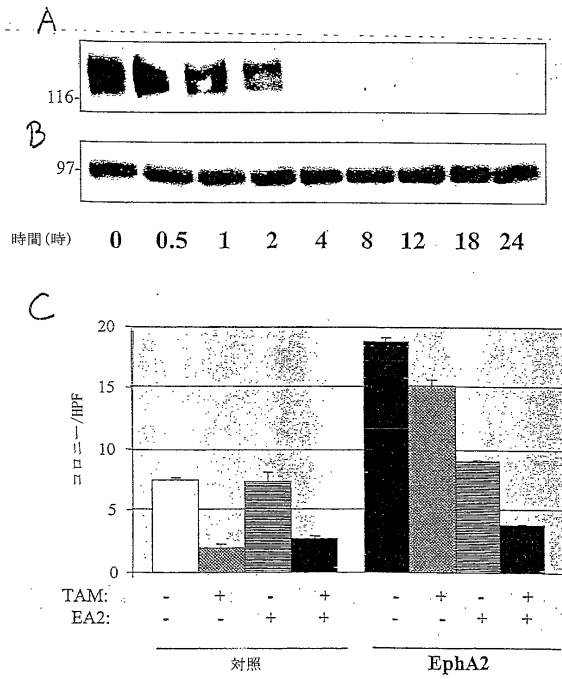 A
116-
B
97-
時間(時) 0 0.5 1 2 4 8 12 18 24
C
コロニー/HPF
20
15
10
5
0
TAM: - + - + - + - +
EA2: - - + + - - + +
対照 EphA2